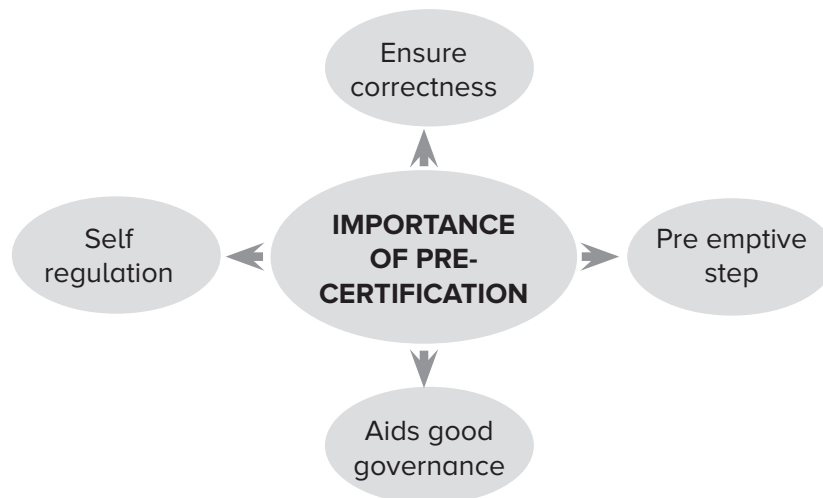 Ensure
correctness
Self
regulation
IMPORTANCE
OF PRE-
CERTIFICATION
Pre emptive
step
Aids good
governance